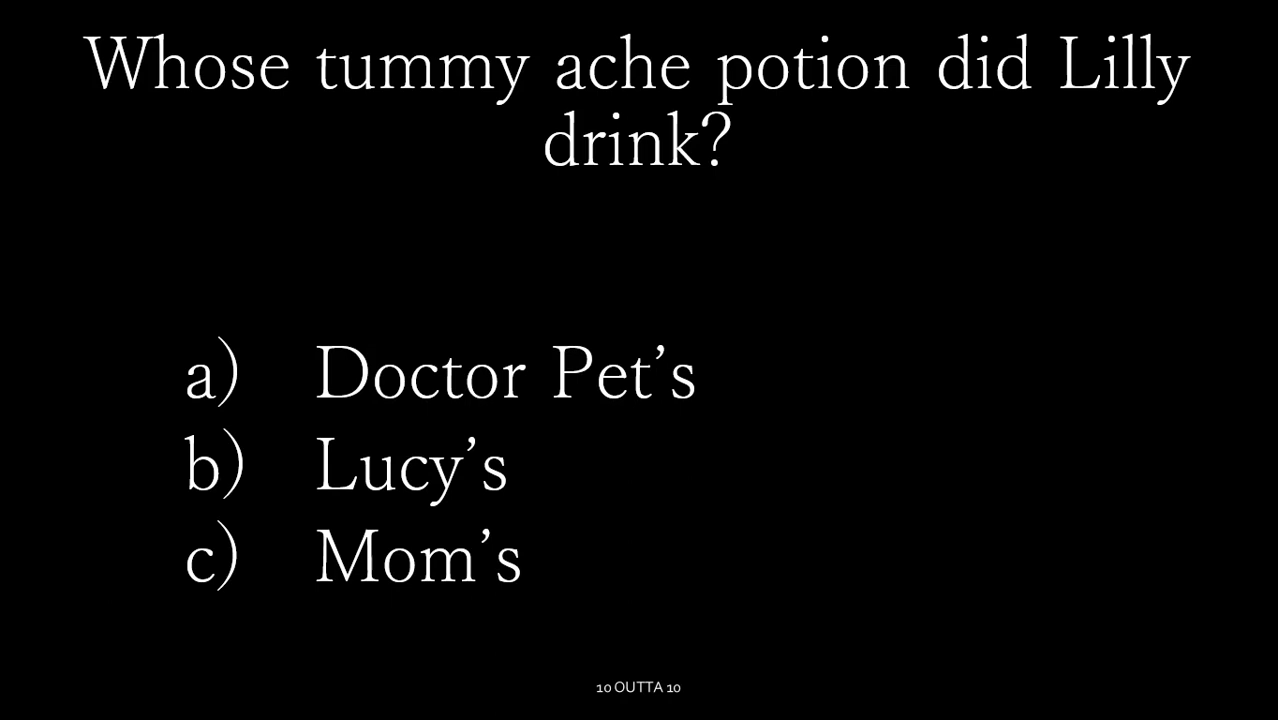 Whose tummy ache potion did Lilly
drink?
a) Doctor Pet’s
b) Lucy’s
c) Mom’s
10 OUTTA 10